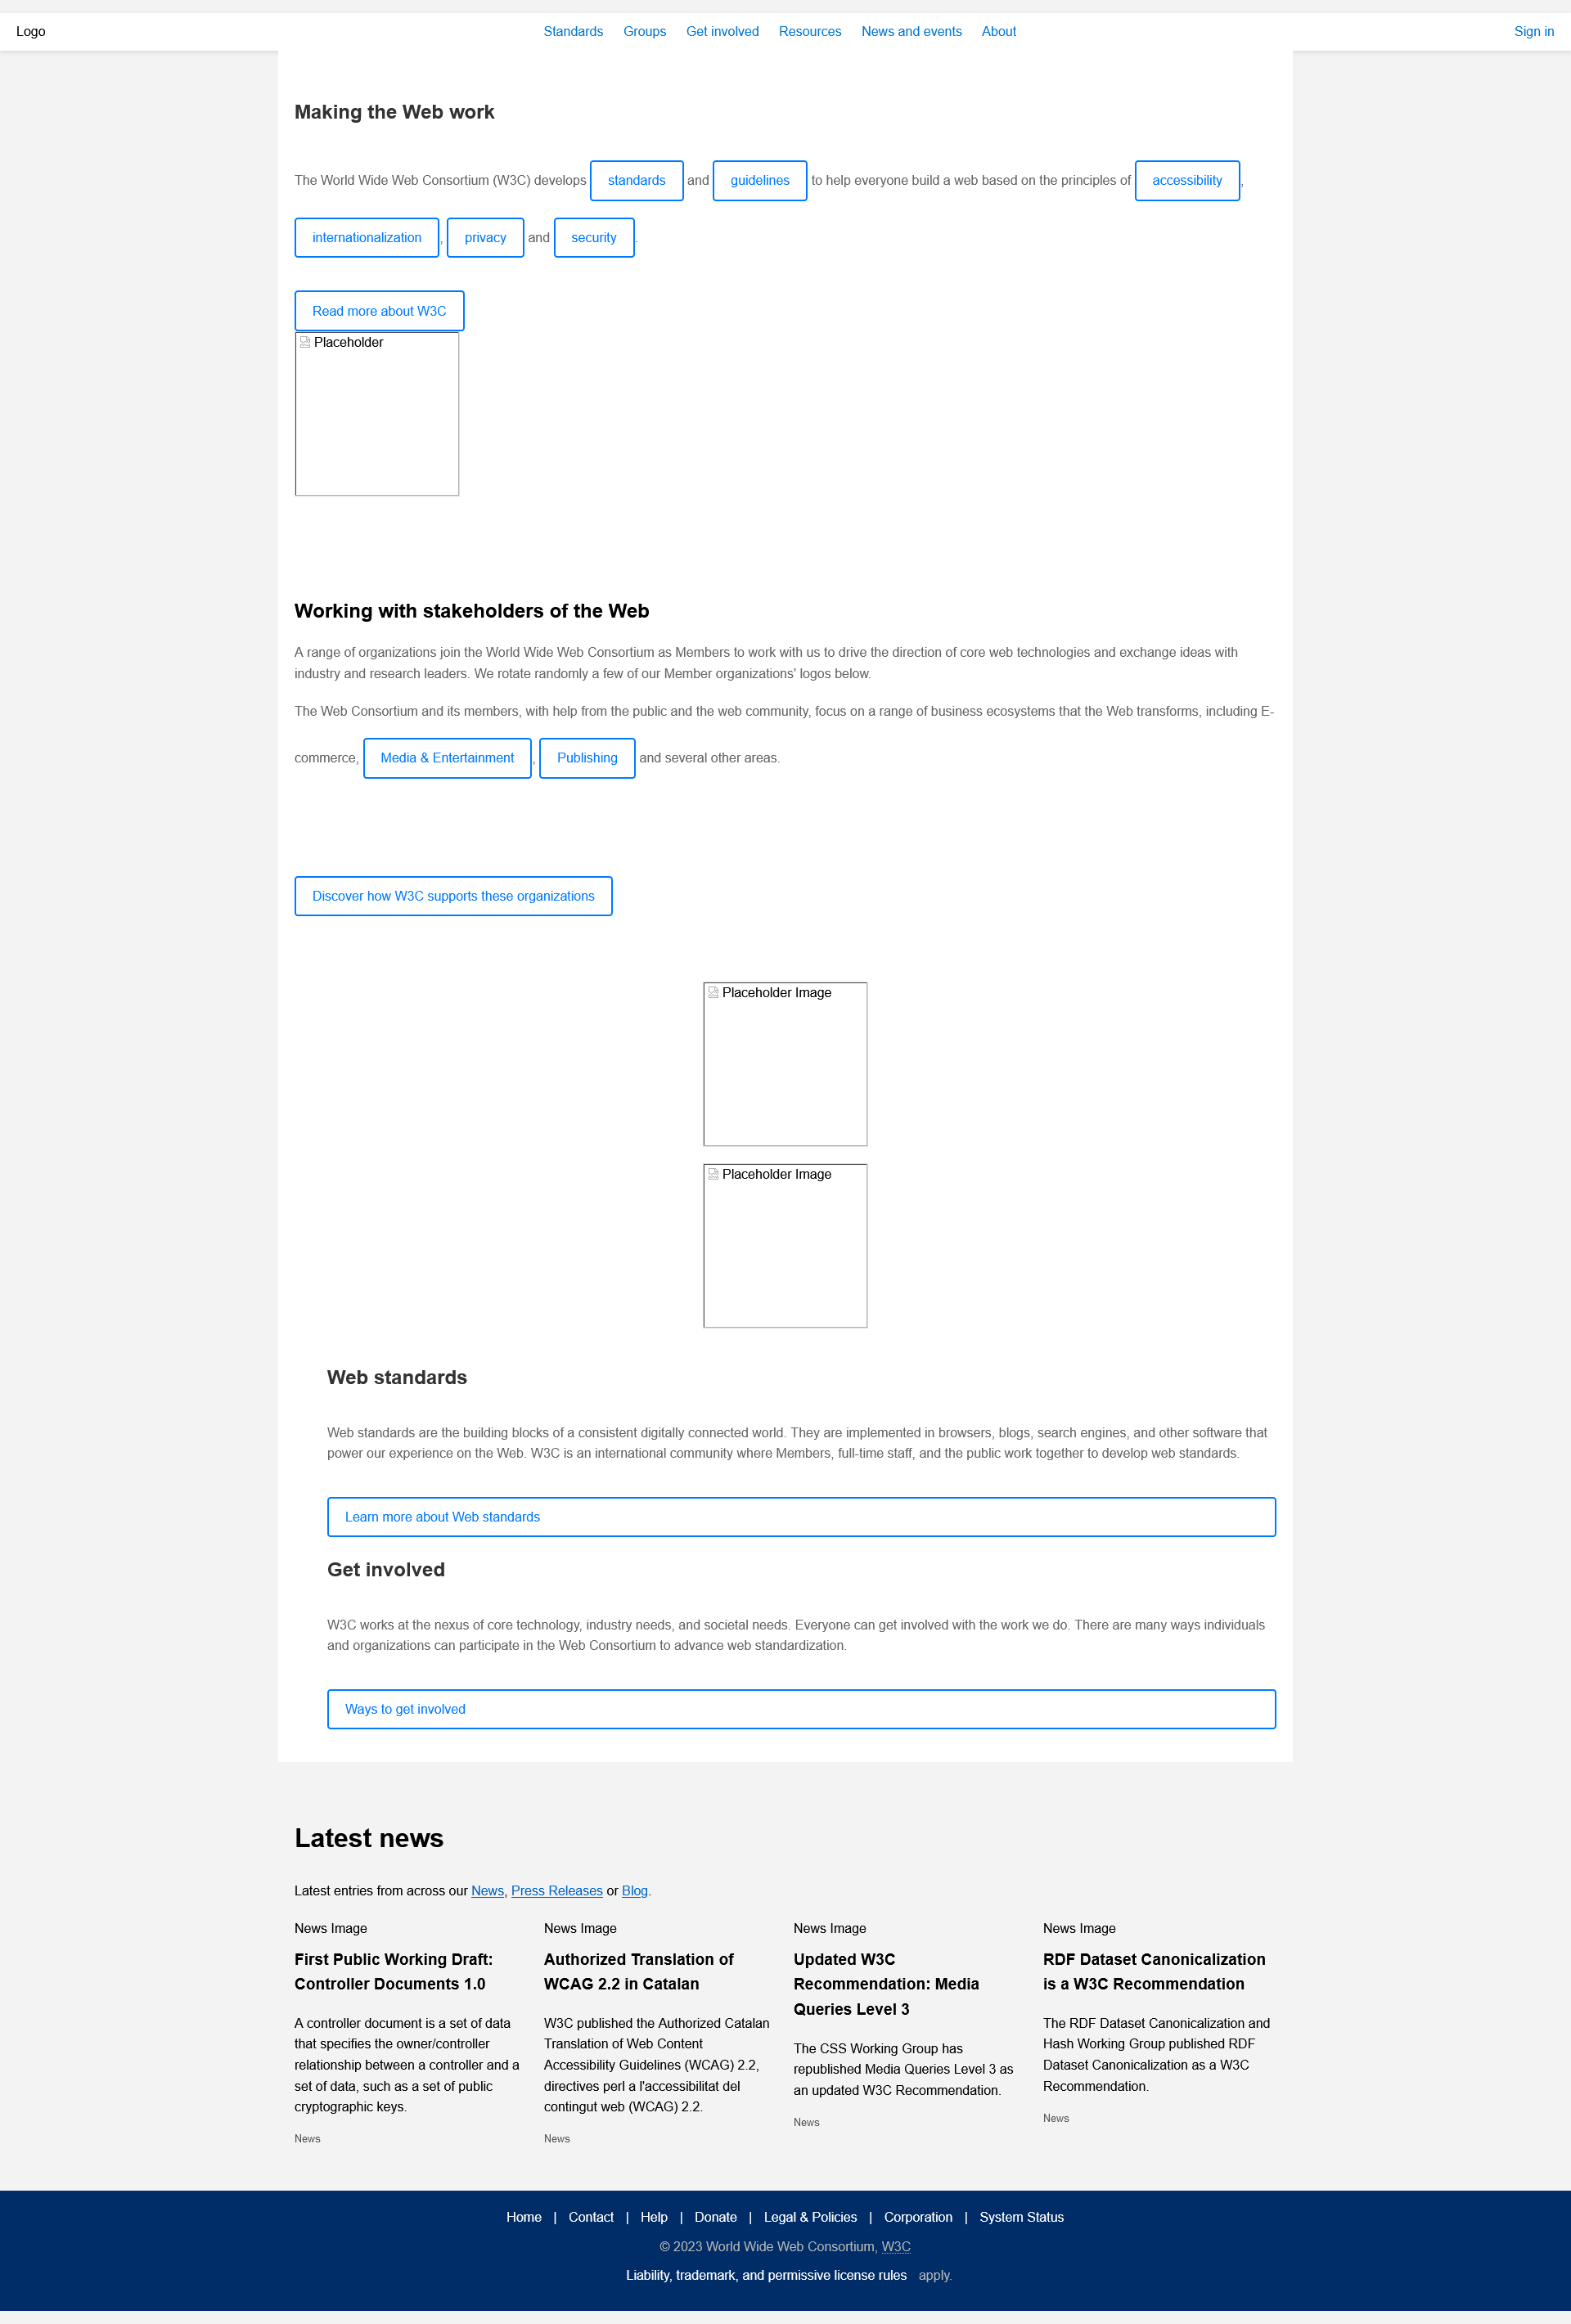 Logo Standards Groups Get involved Resources News and events About Sign in
Making the Web work
The World Wide Web Consortium (W3C) develops standards and guidelines to help everyone build a web based on the principles of accessibility,
internationalization, privacy and security.
Read more about W3C
Placeholder
Working with stakeholders of the Web
A range of organizations join the World Wide Web Consortium as Members to work with us to drive the direction of core web technologies and exchange ideas with
industry and research leaders. We rotate randomly a few of our Member organizations' logos below.
The Web Consortium and its members, with help from the public and the web community, focus on a range of business ecosystems that the Web transforms, including E-
commerce, Media & Entertainment, Publishing and several other areas.
Discover how W3C supports these organizations
Placeholder Image
Placeholder Image
Web standards
Web standards are the building blocks of a consistent digitally connected world. They are implemented in browsers, blogs, search engines, and other software that
power our experience on the Web. W3C is an international community where Members, full-time staff, and the public work together to develop web standards.
Learn more about Web standards
Get involved
W3C works at the nexus of core technology, industry needs, and societal needs. Everyone can get involved with the work we do. There are many ways individuals
and organizations can participate in the Web Consortium to advance web standardization.
Ways to get involved
Latest news
Latest entries from across our News, Press Releases or Blog.
News Image
First Public Working Draft:
Controller Documents 1.0
A controller document is a set of data
that specifies the owner/controller
relationship between a controller and a
set of data, such as a set of public
cryptographic keys.
News
News Image
Authorized Translation of
WCAG 2.2 in Catalan
W3C published the Authorized Catalan
Translation of Web Content
Accessibility Guidelines (WCAG) 2.2,
directives perl a l'accessibilitat del
contingut web (WCAG) 2.2.
News
News Image
Updated W3C
Recommendation: Media
Queries Level 3
The CSS Working Group has
republished Media Queries Level 3 as
an updated W3C Recommendation.
News
News Image
RDF Dataset Canonicalization
is a W3C Recommendation
The RDF Dataset Canonicalization and
Hash Working Group published RDF
Dataset Canonicalization as a W3C
Recommendation.
News
Home | Contact | Help | Donate | Legal & Policies | Corporation | System Status
© 2023 World Wide Web Consortium, W3C
Liability, trademark, and permissive license rules apply.